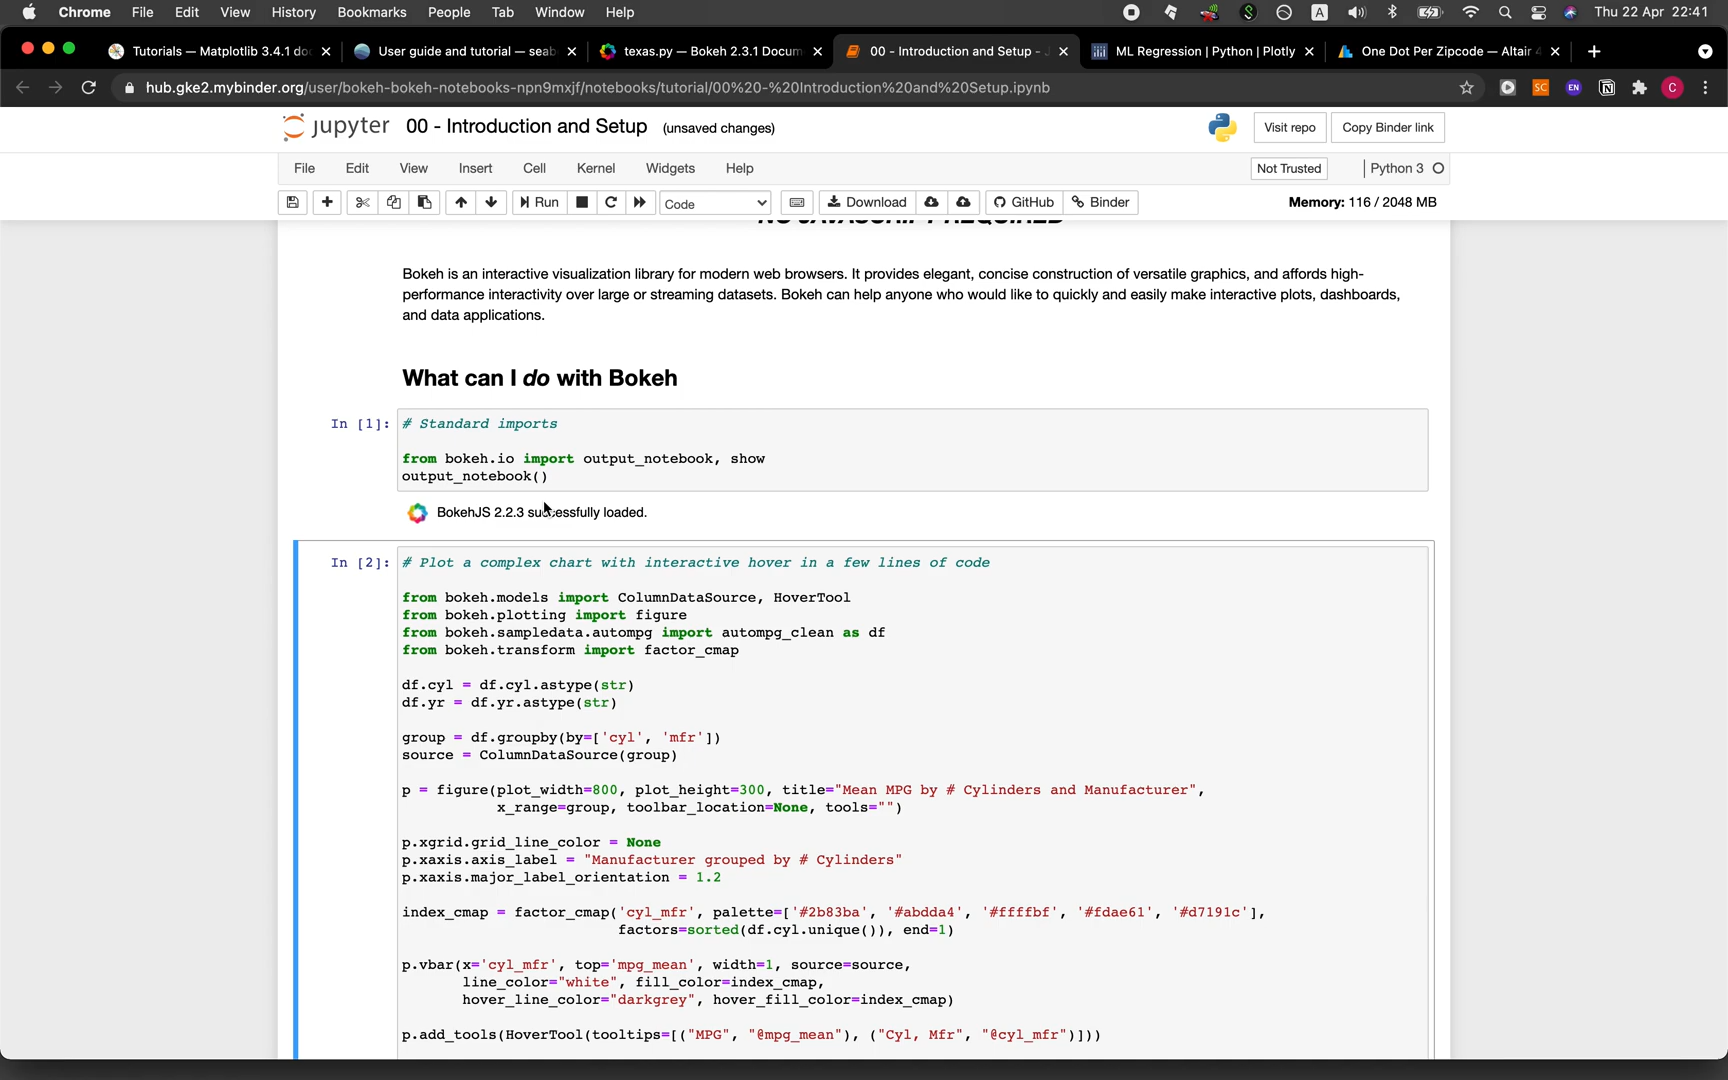 Chrome File Edit View History Bookmarks People Tab Window Help A Thu 22 Apr 22:41
Tutorials — Matplotlib 3.4.1 do User guide and tutorial — seab texas.py — Bokeh 2.3.1 Docum 00 - Introduction and Setup - J ML Regression | Python | Plotly One Dot Per Zipcode — Altair 4
hub.gke2.mybinder.org/user/bokeh-bokeh-notebooks-npn9mxjf/notebooks/tutorial/00%20-%20Introduction%20and%20Setup.ipynb SC EN C
jupyter 00 - Introduction and Setup (unsaved changes) Visit repo Copy Binder link
File Edit View Insert Cell Kernel Widgets Help Not Trusted Python 3
Run Code Download GitHub Binder Memory: 116 / 2048 MB
NO JAVASCRIPT REQUIRED
Bokeh is an interactive visualization library for modern web browsers. It provides elegant, concise construction of versatile graphics, and affords high-
performance interactivity over large or streaming datasets. Bokeh can help anyone who would like to quickly and easily make interactive plots, dashboards,
and data applications.
What can I do with Bokeh
In [1]: # Standard imports
from bokeh.io import output_notebook, show
output_notebook()
BokehJS 2.2.3 successfully loaded.
In [2]: # Plot a complex chart with interactive hover in a few lines of code
from bokeh.models import ColumnDataSource, HoverTool
from bokeh.plotting import figure
from bokeh.sampledata.autompg import autompg_clean as df
from bokeh.transform import factor_cmap
df.cyl = df.cyl.astype(str)
df.yr = df.yr.astype(str)
group = df.groupby(by=['cyl', 'mfr'])
source = ColumnDataSource(group)
p = figure(plot_width=800, plot_height=300, title="Mean MPG by # Cylinders and Manufacturer",
x_range=group, toolbar_location=None, tools="")
p.xgrid.grid_line_color = None
p.xaxis.axis_label = "Manufacturer grouped by # Cylinders"
p.xaxis.major_label_orientation = 1.2
index_cmap = factor_cmap('cyl_mfr', palette=['#2b83ba', '#abdda4', '#ffffbf', '#fdae61', '#d7191c'],
factors=sorted(df.cyl.unique()), end=1)
p.vbar(x='cyl_mfr', top='mpg_mean', width=1, source=source,
line_color="white", fill_color=index_cmap,
hover_line_color="darkgrey", hover_fill_color=index_cmap)
p.add_tools(HoverTool(tooltips=[("MPG", "@mpg_mean"), ("Cyl, Mfr", "@cyl_mfr")]))